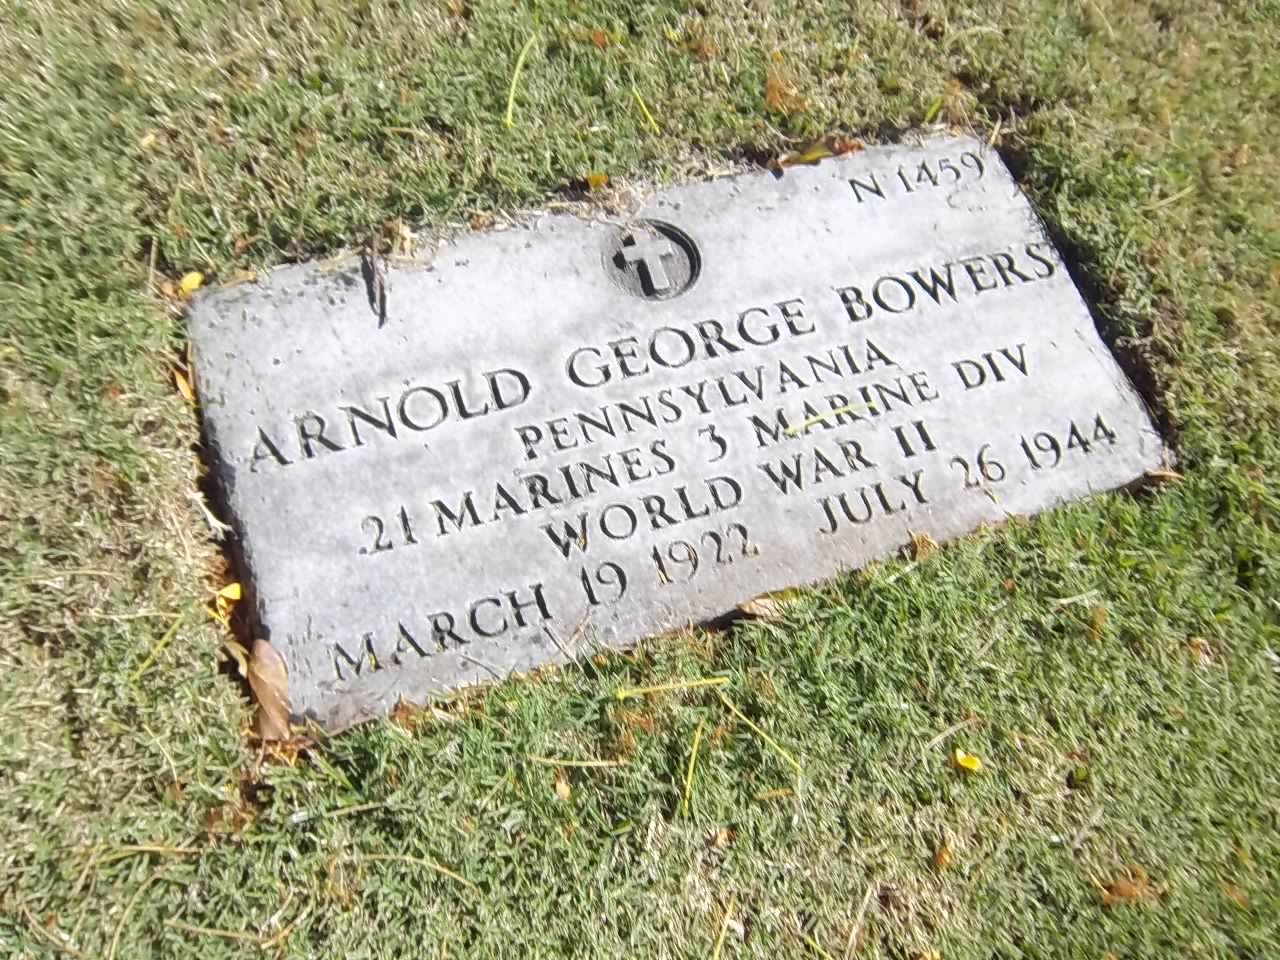 N 1459
ARNOLD GEORGE BOWERS
PENNSYLVANIA
21 MARINES 3 MARINE DIV
WORLD WAR II
MARCH 19 1922 JULY 26 1944